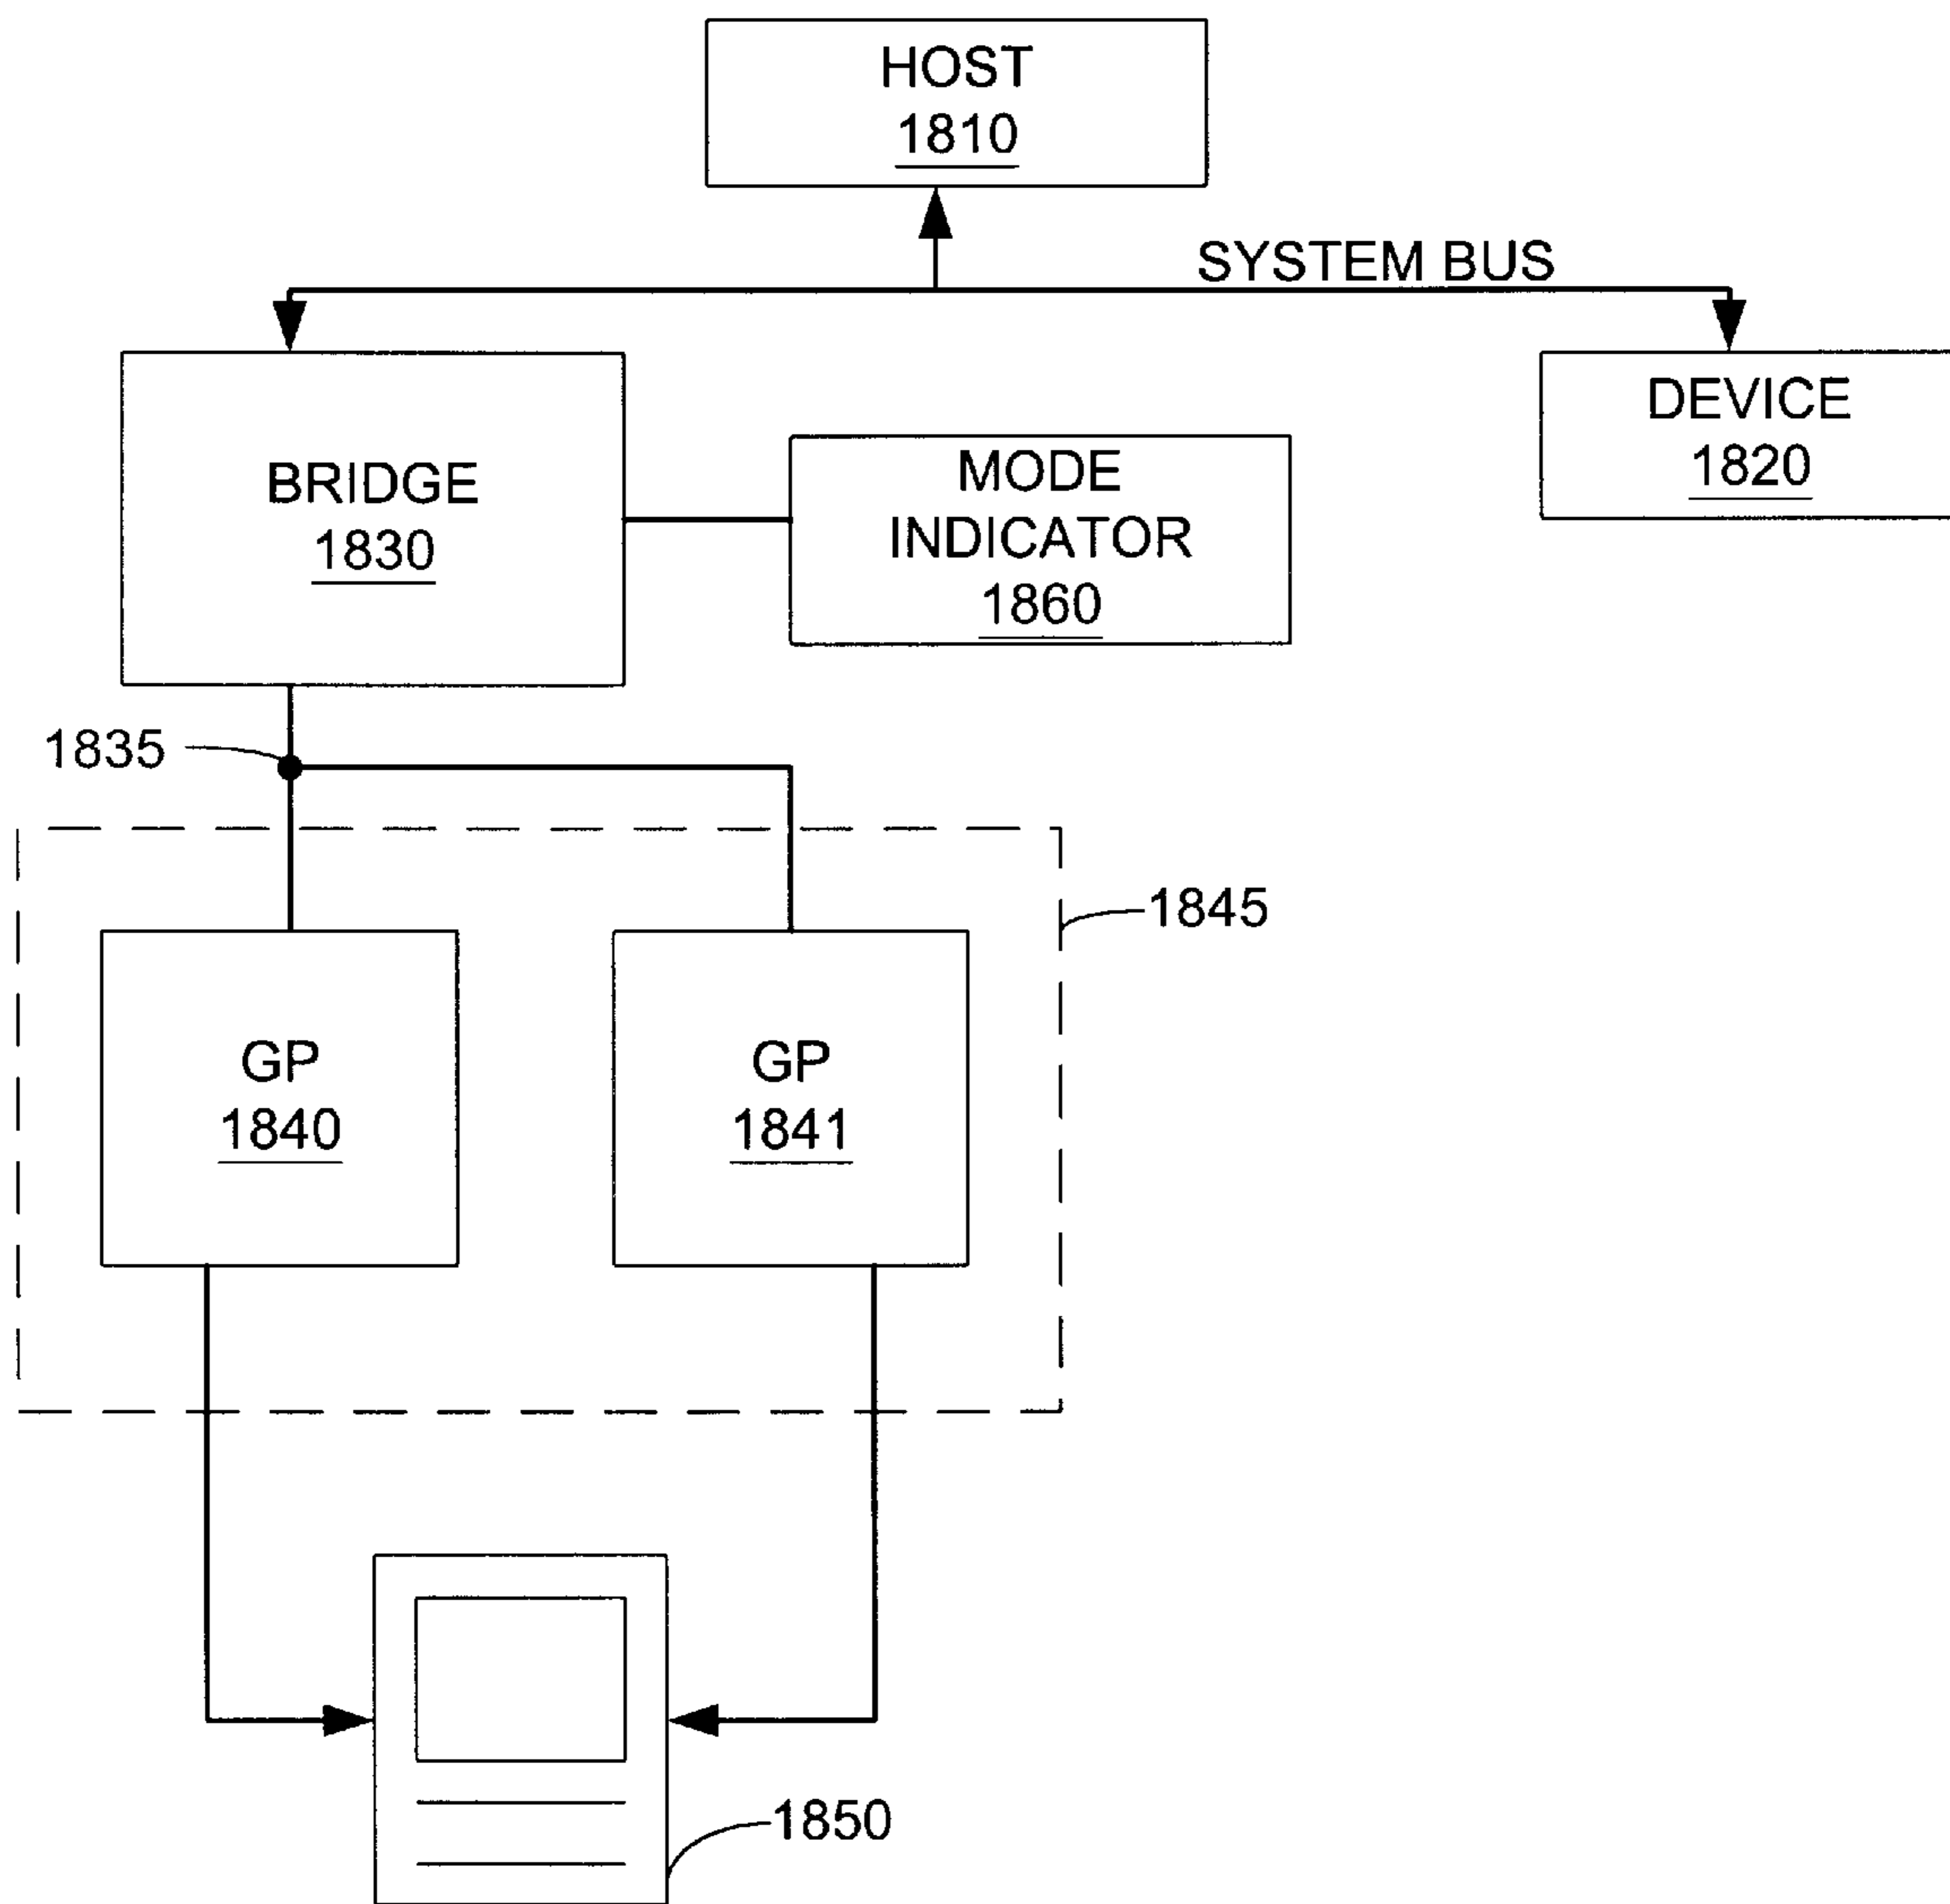 HOST
1810
SYSTEM BUS
BRIDGE
1830
MODE
INDICATOR
1860
DEVICE
1820
1835
1845
GP
1840
GP
1841
1850